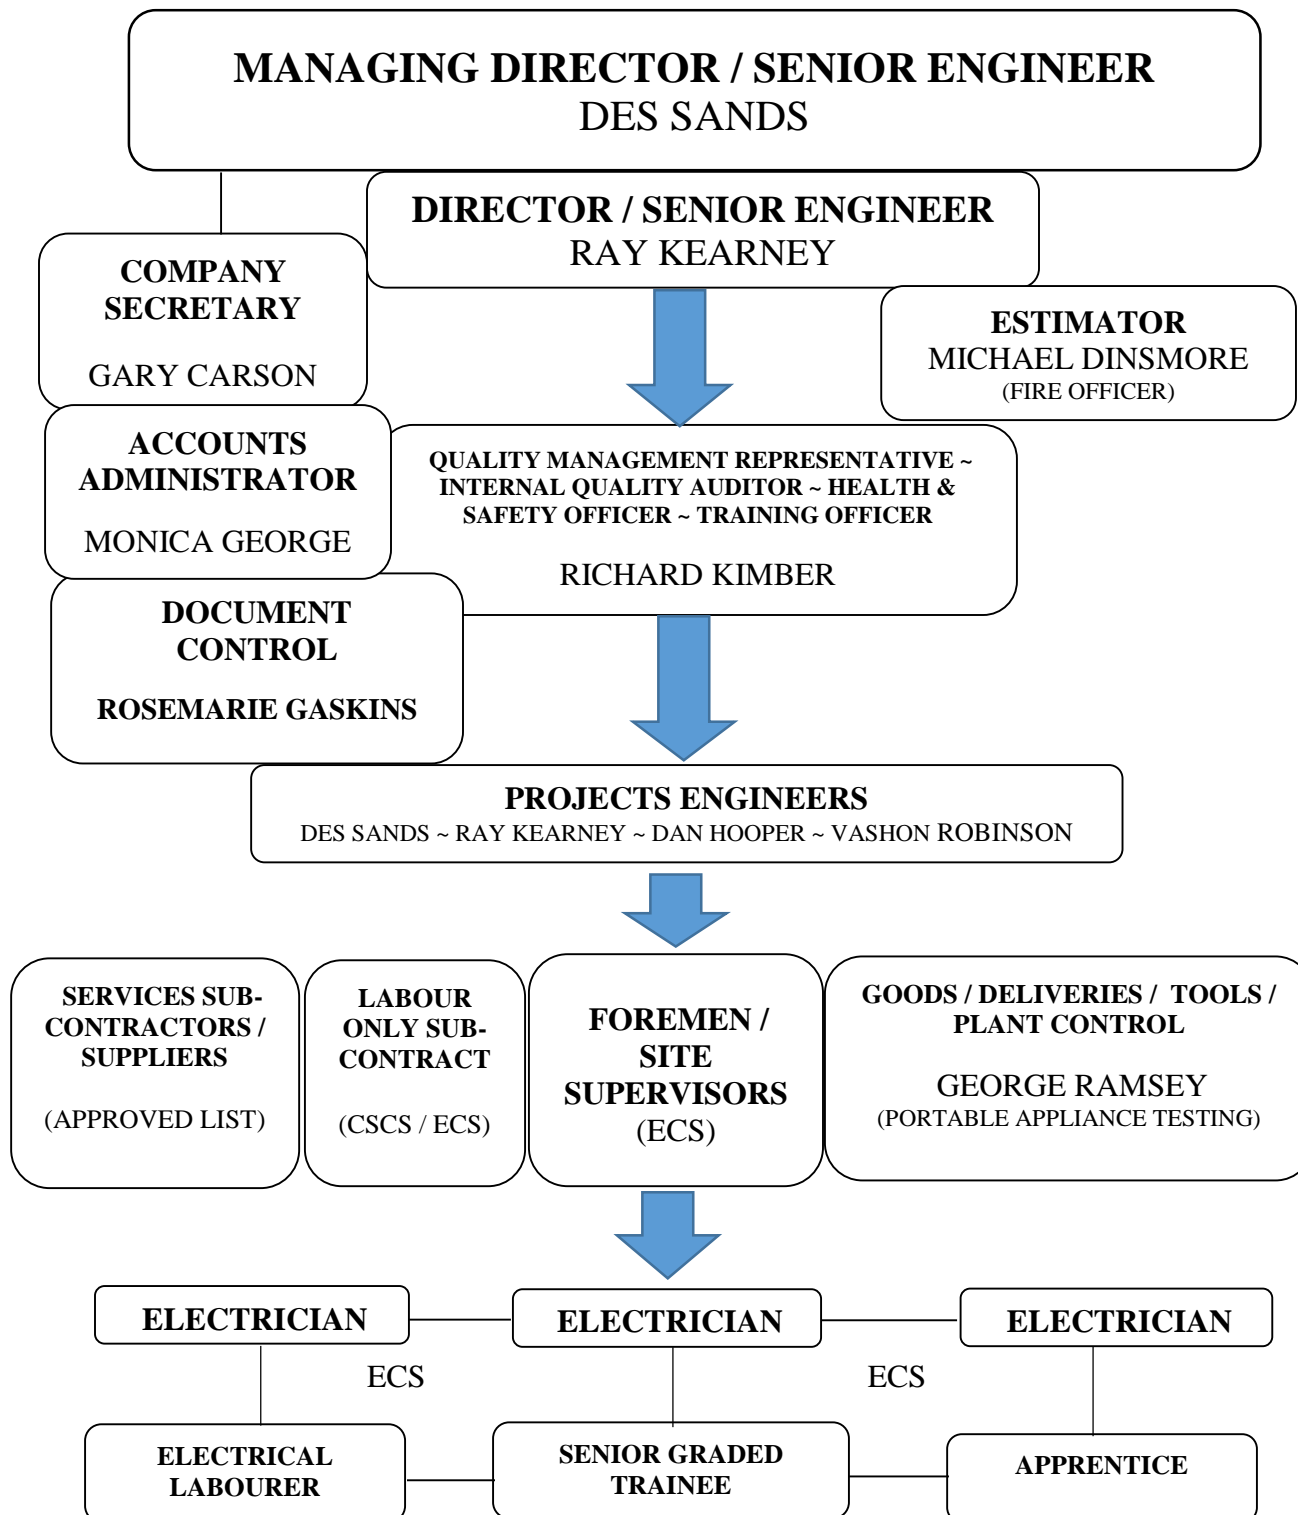 MANAGING DIRECTOR / SENIOR ENGINEER
DES SANDS
DIRECTOR / SENIOR ENGINEER
RAY KEARNEY
COMPANY
SECRETARY
GARY CARSON
ESTIMATOR
MICHAEL DINSMORE
(FIRE OFFICER)
ACCOUNTS
ADMINISTRATOR
MONICA GEORGE
QUALITY MANAGEMENT REPRESENTATIVE ~
INTERNAL QUALITY AUDITOR ~ HEALTH &
SAFETY OFFICER ~ TRAINING OFFICER
RICHARD KIMBER
DOCUMENT
CONTROL
ROSEMARIE GASKINS
PROJECTS ENGINEERS
DES SANDS ~ RAY KEARNEY ~ DAN HOOPER ~ VASHON ROBINSON
SERVICES SUB-
CONTRACTORS /
SUPPLIERS
(APPROVED LIST)
LABOUR
ONLY SUB-
CONTRACT
(CSCS / ECS)
FOREMEN /
SITE
SUPERVISORS
(ECS)
GOODS / DELIVERIES / TOOLS /
PLANT CONTROL
GEORGE RAMSEY
(PORTABLE APPLIANCE TESTING)
ELECTRICIAN
ELECTRICIAN
ELECTRICIAN
ECS
ECS
ELECTRICAL
LABOURER
SENIOR GRADED
TRAINEE
APPRENTICE